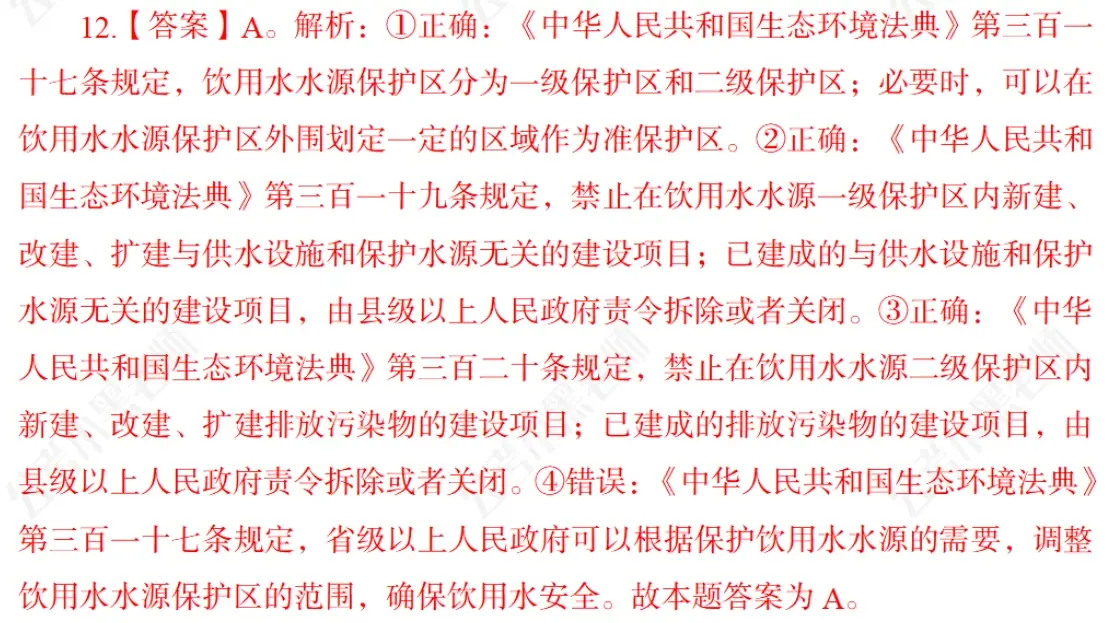 12.【答案】A。解析：①正确：《中华人民共和国生态环境法典》第三百一
十七条规定，饮用水水源保护区分为一级保护区和二级保护区；必要时，可以在
饮用水水源保护区外围划定一定的区域作为准保护区。②正确：《中华人民共和
国生态环境法典》第三百一十九条规定，禁止在饮用水水源一级保护区内新建、
改建、扩建与供水设施和保护水源无关的建设项目；已建成的与供水设施和保护
水源无关的建设项目，由县级以上人民政府责令拆除或者关闭。③正确：《中华
人民共和国生态环境法典》第三百二十条规定，禁止在饮用水水源二级保护区内
新建、改建、扩建排放污染物的建设项目；已建成的排放污染物的建设项目，由
县级以上人民政府责令拆除或者关闭。④错误：《中华人民共和国生态环境法典》
第三百一十七条规定，省级以上人民政府可以根据保护饮用水水源的需要，调整
饮用水水源保护区的范围，确保饮用水安全。故本题答案为 A。